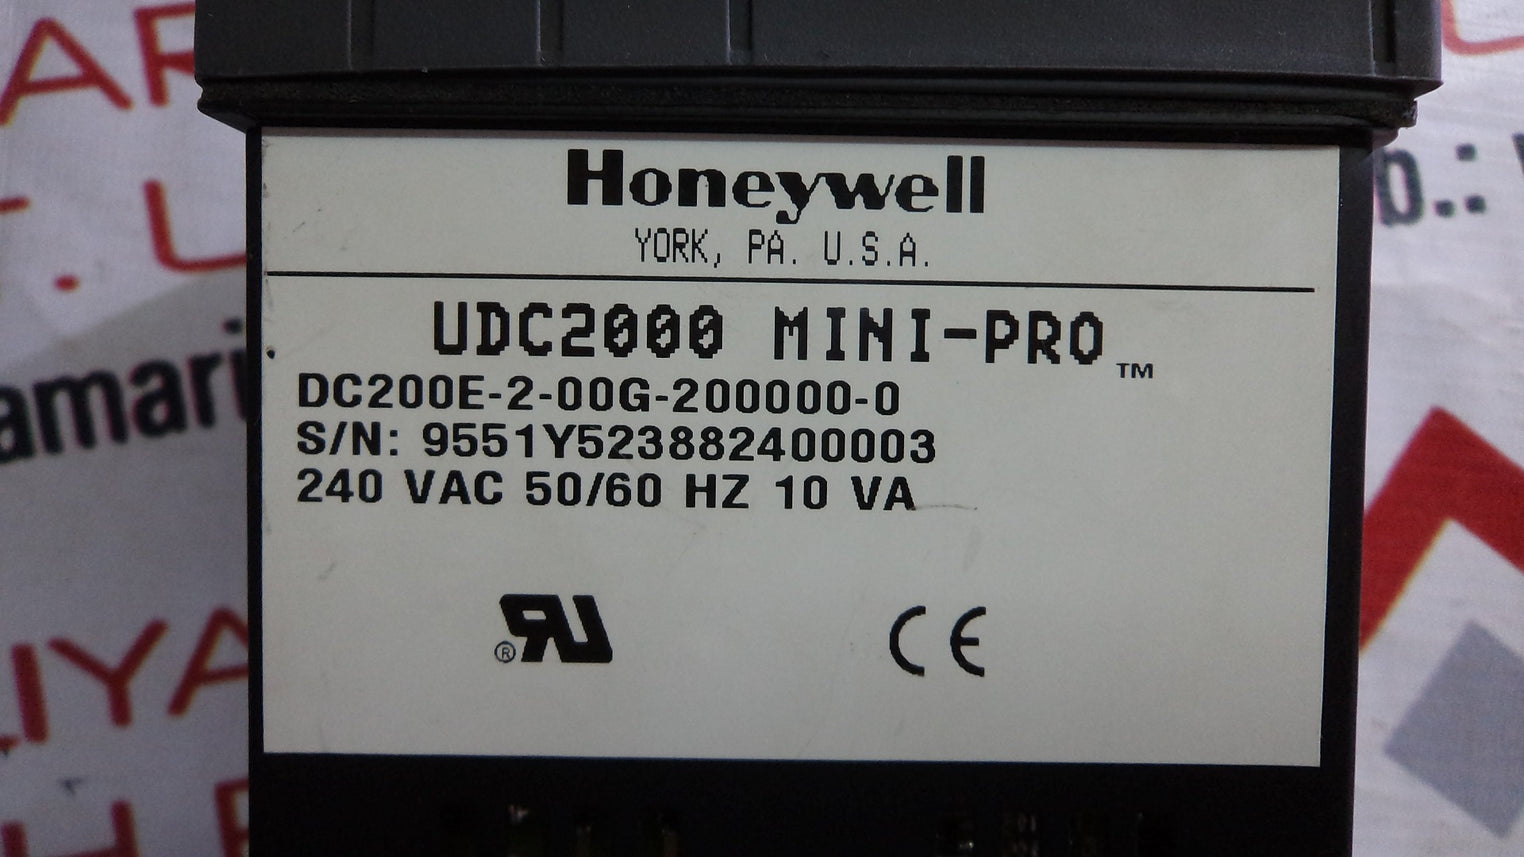 Honeywell
YORK, PA. U.S.A.
UDC2000 MINI-PRO™
DC200E-2-00G-200000-0
S/N: 9551Y523882400003
240 VAC 50/60 HZ 10 VA
®
CE
amari